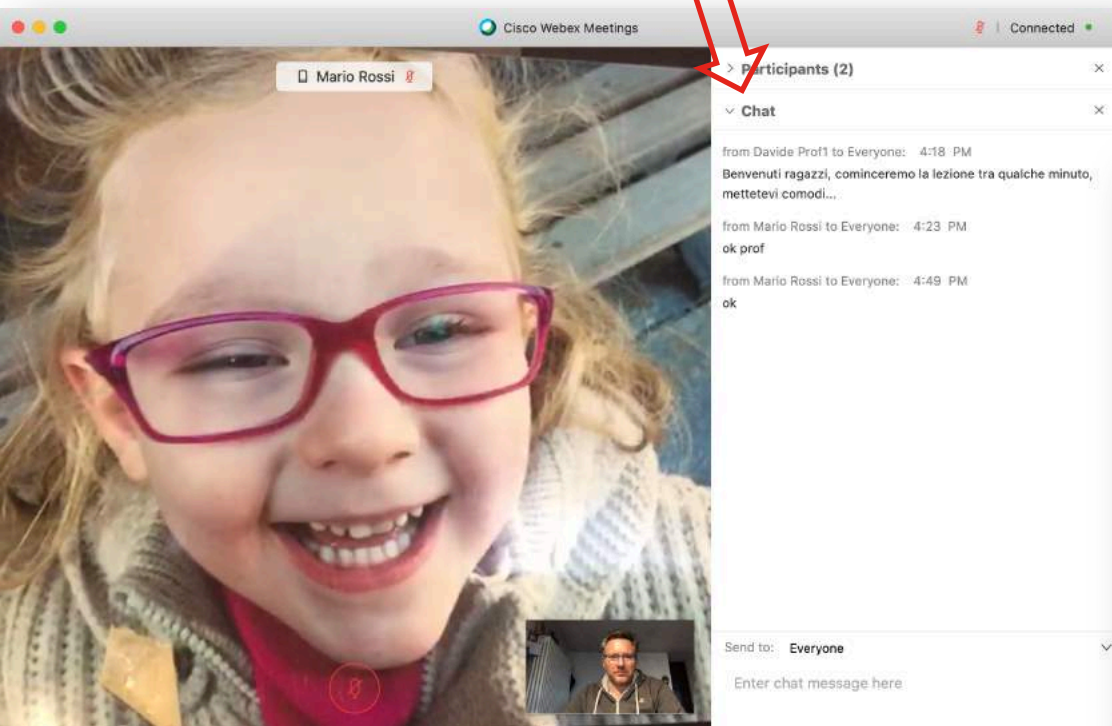 Cisco Webex Meetings
Connected
Mario Rossi
Participants (2)
Chat
from Davide Prof1 to Everyone: 4:18 PM
Benvenuti ragazzi, cominceremo la lezione tra qualche minuto,
mettetevi comodi...
from Mario Rossi to Everyone: 4:23 PM
ok prof
from Mario Rossi to Everyone: 4:49 PM
ok
Send to: Everyone
Enter chat message here